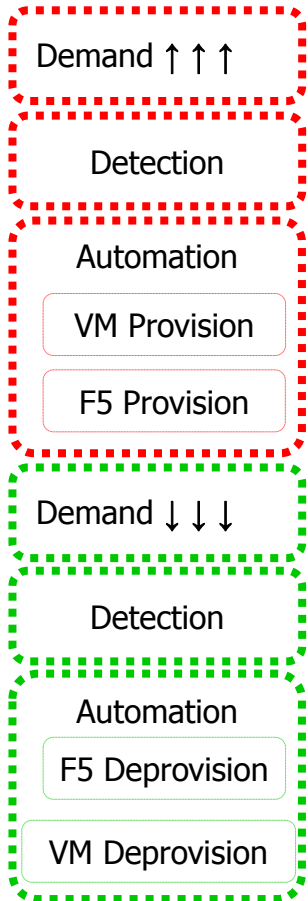 Demand ↑ ↑ ↑
Detection
Automation
VM Provision
F5 Provision
Demand ↓ ↓ ↓
Detection
Automation
F5 Deprovision
VM Deprovision